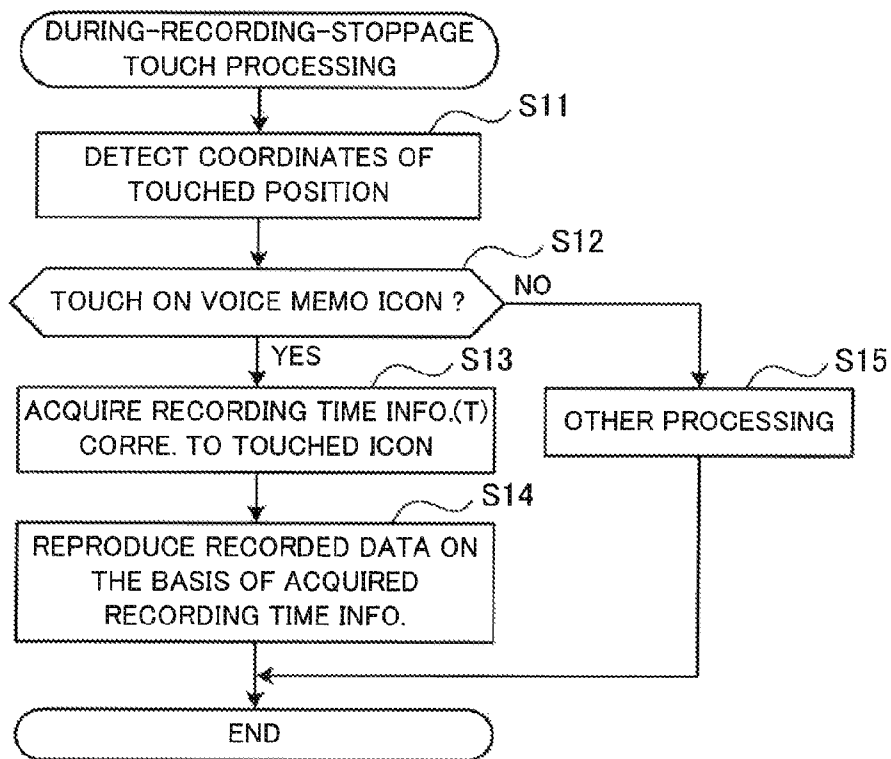 DURING-RECORDING-STOPPAGE
TOUCH PROCESSING
S11
DETECT COORDINATES OF
TOUCHED POSITION
S12
TOUCH ON VOICE MEMO ICON ?
NO
YES
S13
ACQUIRE RECORDING TIME INFO.(T)
CORRE. TO TOUCHED ICON
S15
OTHER PROCESSING
S14
REPRODUCE RECORDED DATA ON
THE BASIS OF ACQUIRED
RECORDING TIME INFO.
END